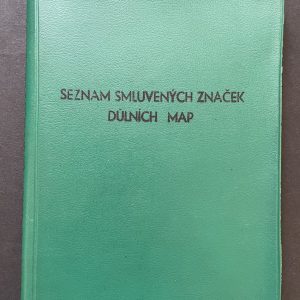 SEZNAM SMLUVENÝCH ZNAČEK
DŮLNÍCH MAP